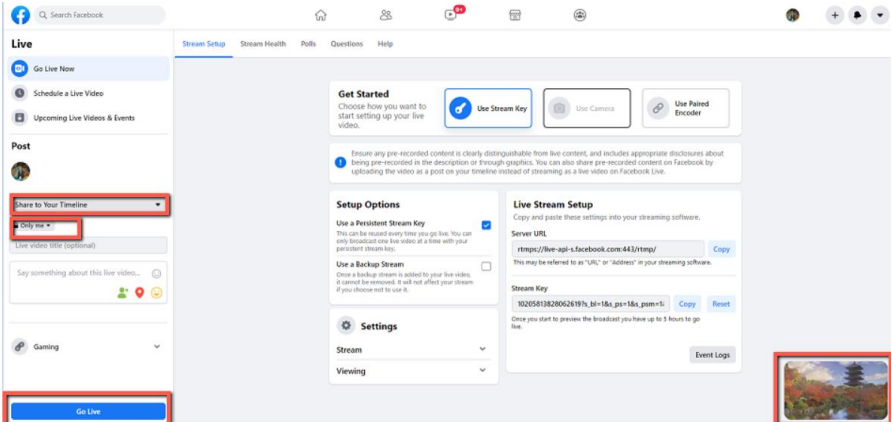 Search Facebook
9+
Live
Go Live Now
Schedule a Live Video
Upcoming Live Videos & Events
Post
Share to Your Timeline
Only me
Live video title (optional)
Say something about this live video...
Gaming
Go Live
Stream Setup
Stream Health
Polls
Questions
Help
Get Started
Choose how you want to
start setting up your live
video.
Use Stream Key
Use Camera
Use Paired
Encoder
Ensure any pre-recorded content is clearly distinguishable from live content, and includes appropriate disclosures about
being pre-recorded in the description or through graphics. You can also share pre-recorded content on Facebook by
uploading the video as a post on your timeline instead of streaming as a live video on Facebook Live.
Setup Options
Use a Persistent Stream Key
This can be reused every time you go live. You can
only broadcast one live video at a time with your
persistent stream key.
Use a Backup Stream
Once a backup stream is added to your live video,
it cannot be removed. It will not affect your stream
if you choose not to use it.
Settings
Stream
Viewing
Live Stream Setup
Copy and paste these settings into your streaming software.
Server URL
rtmps://live-api-s.facebook.com:443/rtmp/
Copy
This may be referred to as "URL" or "Address" in your streaming software.
Stream Key
10205813828062619?s_bl=1&s_ps=1&s_psm=1&
Copy
Reset
Once you start to preview the broadcast you have up to 5 hours to go
live.
Event Logs